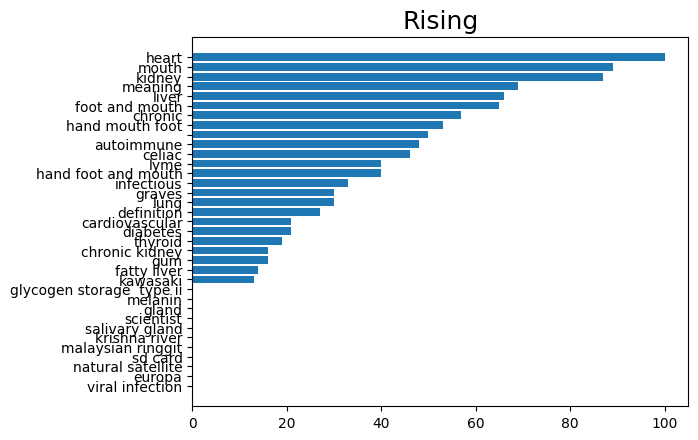 Rising
heart
mouth
kidney
meaning
liver
foot and mouth
chronic
hand mouth foot
autoimmune
celiac
lyme
hand foot and mouth
infectious
graves
lung
definition
cardiovascular
diabetes
thyroid
chronic kidney
gum
fatty liver
kawasaki
glycogen storage  type ii
melanin
gland
scientist
salivary gland
krishna river
malaysian ringgit
sd card
natural satellite
europa
viral infection
0 20 40 60 80 100